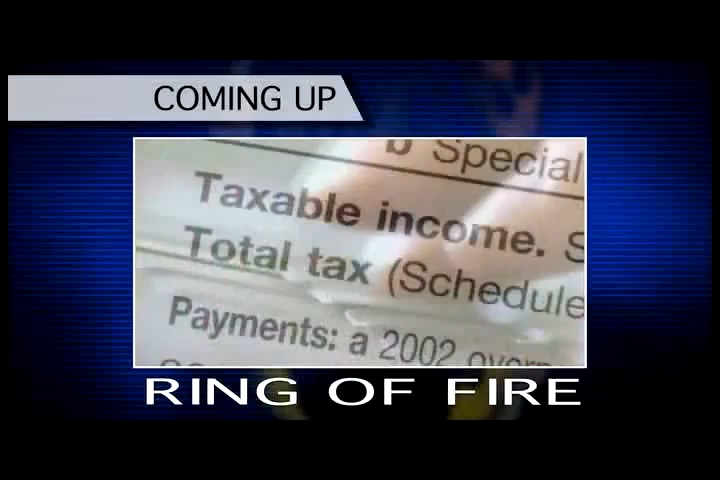 COMING UP
b Special
Taxable income. S
Total tax (Schedule
Payments: a 2002
RING OF FIRE